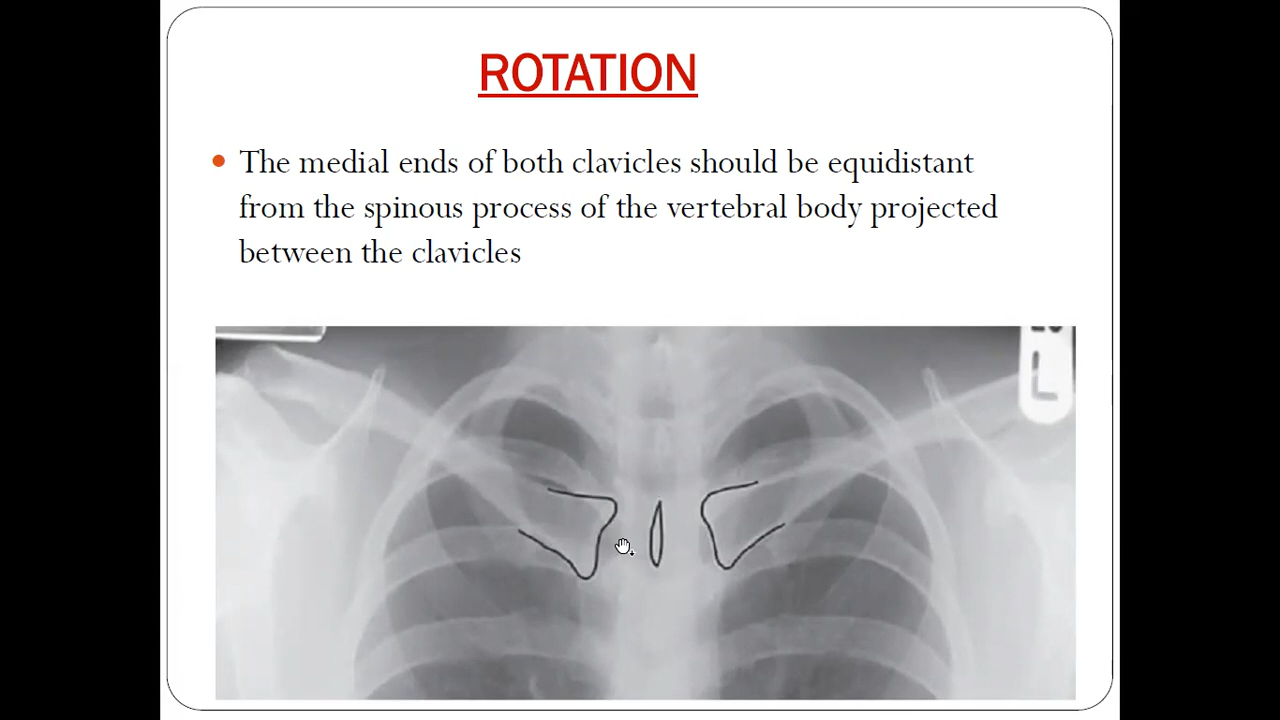 ROTATION
The medial ends of both clavicles should be equidistant
from the spinous process of the vertebral body projected
between the clavicles
L